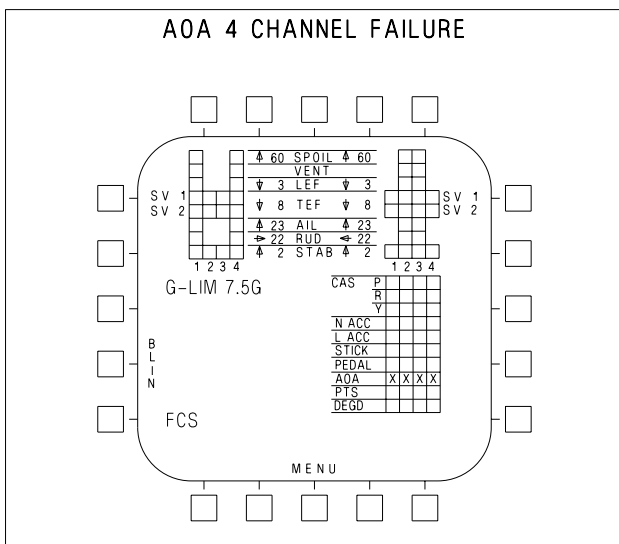 AOA 4 CHANNEL FAILURE
60 SPOIL 60
VENT
3 LEF 3
SV 1 8 TEF 8 SV 1
SV 2 SV 2
23 AIL 23
22 RUD 22
2 STAB 2
1 2 3 4 1 2 3 4
G-LIM 7.5G
CAS P
R
Y
N ACC
L ACC
STICK
PEDAL
AOA X X X X
PTS
DEGD
BLIN
FCS
MENU